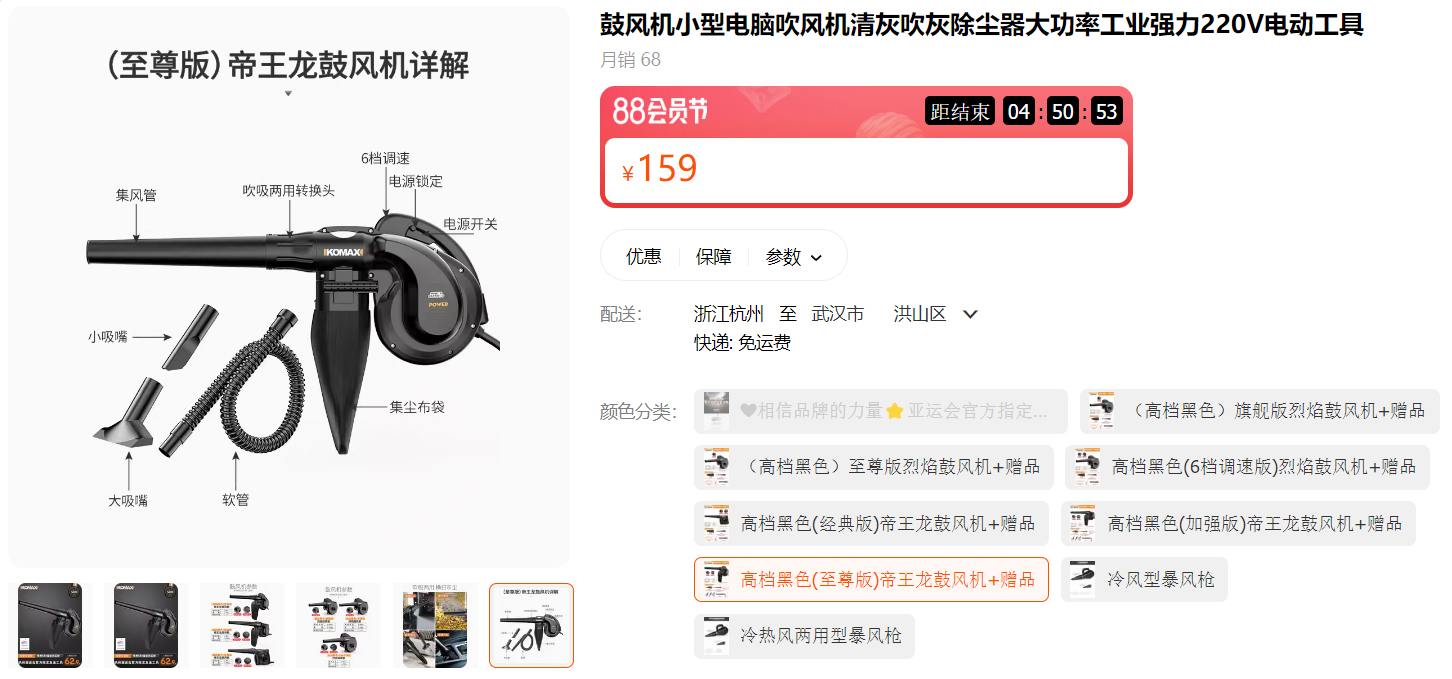 (至尊版) 帝王龙鼓风机详解
6档调速
电源锁定
集风管
吹吸两用转换头
电源开关
KOMAX
POWER
小吸嘴
集尘布袋
大吸嘴
软管
鼓风机小型电脑吹风机清灰吹灰除尘器大功率工业强力220V电动工具
月销 68
88会员节
距结束 04 : 50 : 53
¥159
优惠 保障 参数
配送: 浙江杭州 至 武汉市 洪山区
快递: 免运费
颜色分类: 相信品牌的力量 亚运会官方指定... （高档黑色）旗舰版烈焰鼓风机+赠品
（高档黑色）至尊版烈焰鼓风机+赠品 高档黑色(6档调速版)烈焰鼓风机+赠品
高档黑色(经典版)帝王龙鼓风机+赠品 高档黑色(加强版)帝王龙鼓风机+赠品
高档黑色(至尊版)帝王龙鼓风机+赠品 冷风型暴风枪
冷热风两用型暴风枪